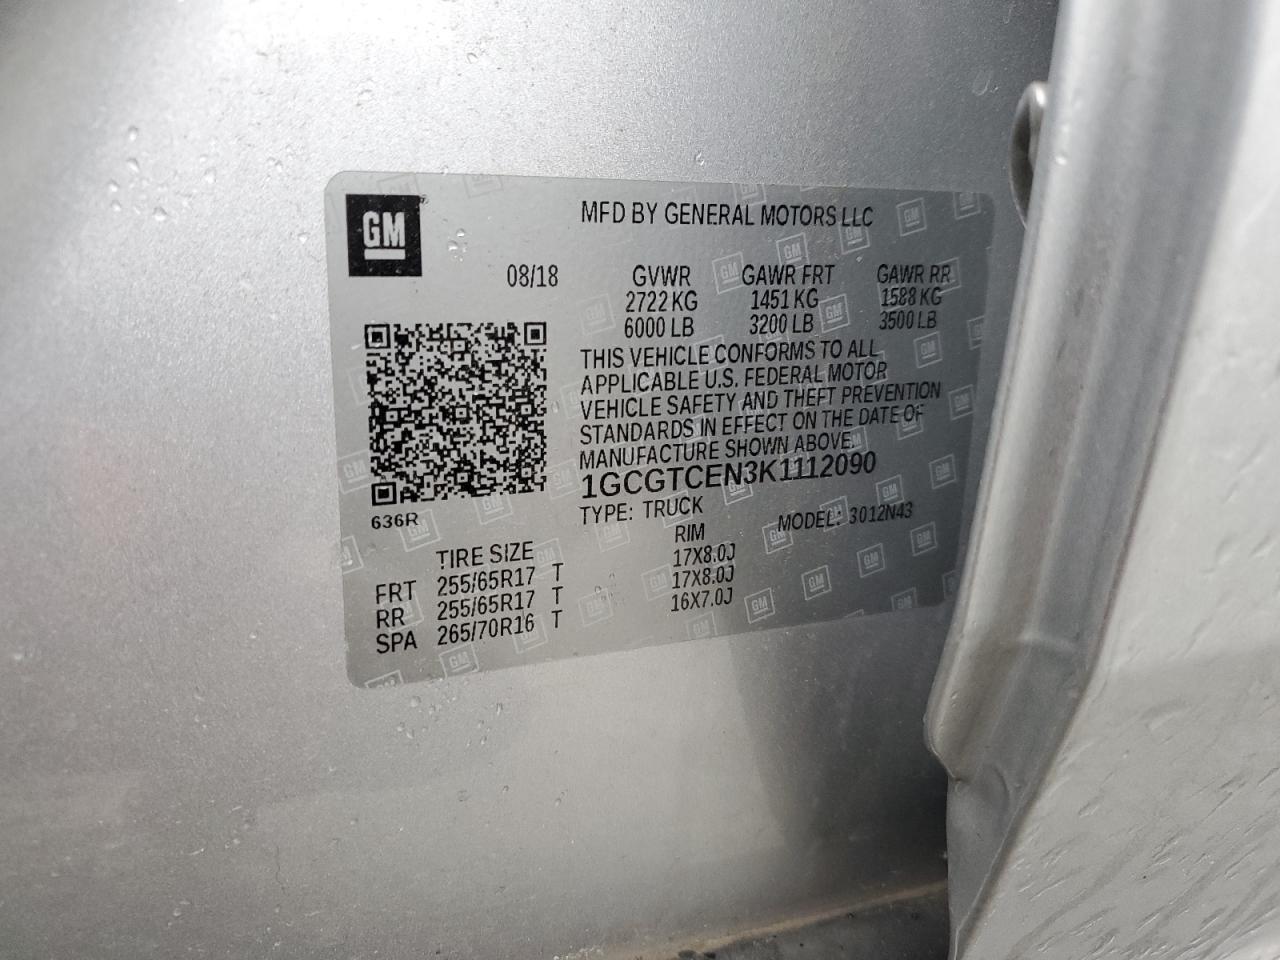 GM
MFD BY GENERAL MOTORS LLC
08/18 GVWR GAWR FRT GAWR RR
2722 KG 1451 KG 1588 KG
6000 LB 3200 LB 3500 LB
THIS VEHICLE CONFORMS TO ALL
APPLICABLE U.S. FEDERAL MOTOR
VEHICLE SAFETY AND THEFT PREVENTION
STANDARDS IN EFFECT ON THE DATE OF
MANUFACTURE SHOWN ABOVE.
1GCGTCEN3K1112090
TYPE: TRUCK MODEL: 3012N43
636R
TIRE SIZE RIM
FRT 255/65R17 T 17X8.0J
RR 255/65R17 T 17X8.0J
SPA 265/70R16 T 16X7.0J